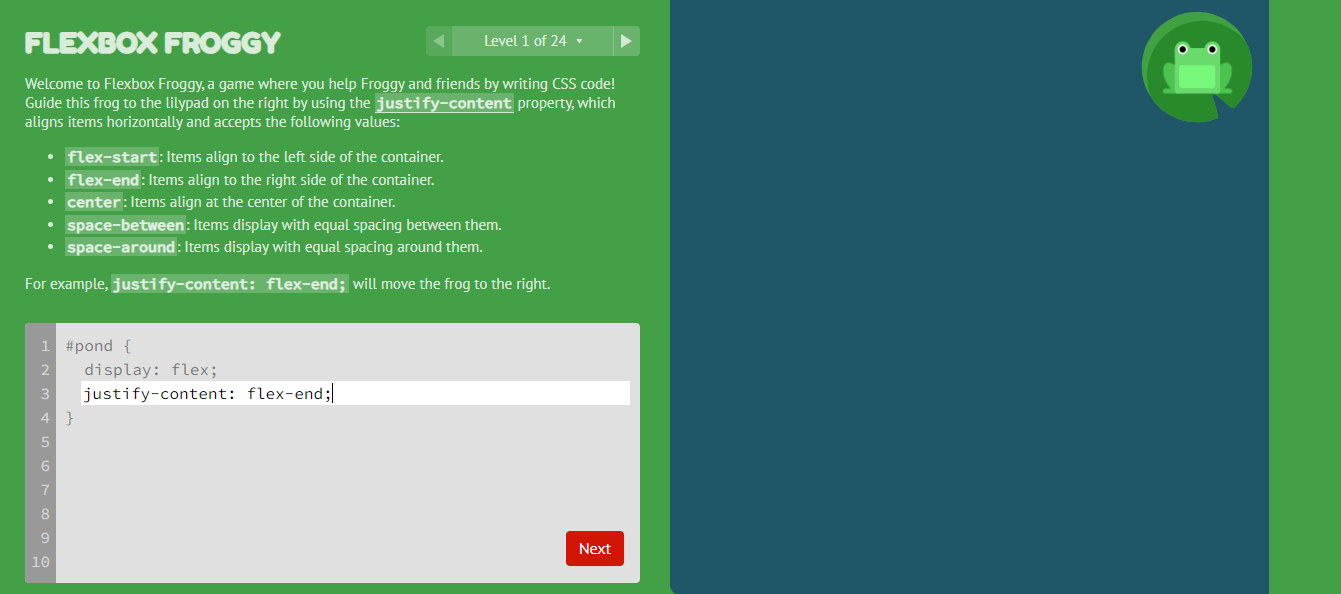 FLEXBOX FROGGY
Level 1 of 24
Welcome to Flexbox Froggy, a game where you help Froggy and friends by writing CSS code!
Guide this frog to the lilypad on the right by using the justify-content property, which
aligns items horizontally and accepts the following values:
• flex-start: Items align to the left side of the container.
• flex-end: Items align to the right side of the container.
• center: Items align at the center of the container.
• space-between: Items display with equal spacing between them.
• space-around: Items display with equal spacing around them.
For example, justify-content: flex-end; will move the frog to the right.
1 #pond {
2 display: flex;
3 justify-content: flex-end;
4 }
5
6
7
8
9
10
Next